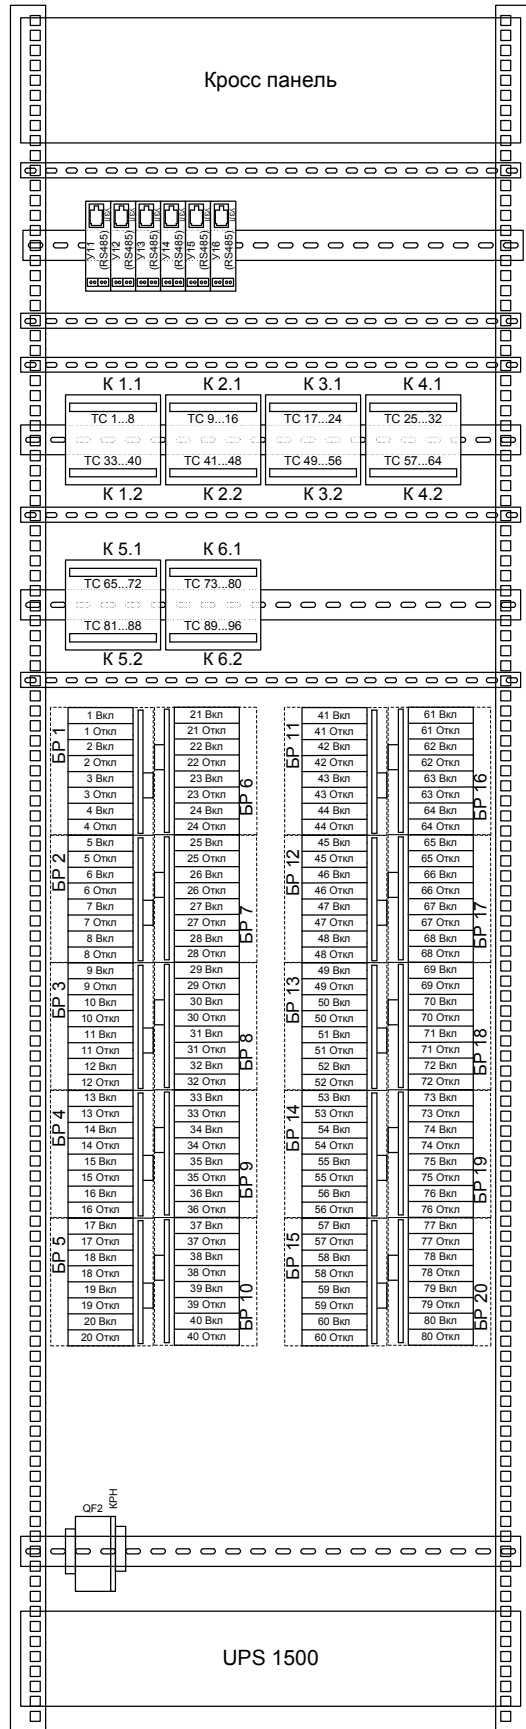 Кросс панель
УЗП УЗП УЗП УЗП УЗП УЗП
У11 (RS485)
У12 (RS485)
У13 (RS485)
У14 (RS485)
У15 (RS485)
У16 (RS485)
К 1.1 К 2.1 К 3.1 К 4.1
ТС 1...8 ТС 9...16 ТС 17...24 ТС 25...32
ТС 33...40 ТС 41...48 ТС 49...56 ТС 57...64
К 1.2 К 2.2 К 3.2 К 4.2
К 5.1 К 6.1
ТС 65...72 ТС 73...80
ТС 81...88 ТС 89...96
К 5.2 К 6.2
БР 1
1 Вкл
1 Откл
2 Вкл
2 Откл
3 Вкл
3 Откл
4 Вкл
4 Откл
БР 2
5 Вкл
5 Откл
6 Вкл
6 Откл
7 Вкл
7 Откл
8 Вкл
8 Откл
БР 3
9 Вкл
9 Откл
10 Вкл
10 Откл
11 Вкл
11 Откл
12 Вкл
12 Откл
БР 4
13 Вкл
13 Откл
14 Вкл
14 Откл
15 Вкл
15 Откл
16 Вкл
16 Откл
БР 5
17 Вкл
17 Откл
18 Вкл
18 Откл
19 Вкл
19 Откл
20 Вкл
20 Откл
21 Вкл
21 Откл
22 Вкл
22 Откл
23 Вкл
23 Откл
24 Вкл
24 Откл
БР 6
25 Вкл
25 Откл
26 Вкл
26 Откл
27 Вкл
27 Откл
28 Вкл
28 Откл
БР 7
29 Вкл
29 Откл
30 Вкл
30 Откл
31 Вкл
31 Откл
32 Вкл
32 Откл
БР 8
33 Вкл
33 Откл
34 Вкл
34 Откл
35 Вкл
35 Откл
36 Вкл
36 Откл
БР 9
37 Вкл
37 Откл
38 Вкл
38 Откл
39 Вкл
39 Откл
40 Вкл
40 Откл
БР 10
БР 11
41 Вкл
41 Откл
42 Вкл
42 Откл
43 Вкл
43 Откл
44 Вкл
44 Откл
БР 12
45 Вкл
45 Откл
46 Вкл
46 Откл
47 Вкл
47 Откл
48 Вкл
48 Откл
БР 13
49 Вкл
49 Откл
50 Вкл
50 Откл
51 Вкл
51 Откл
52 Вкл
52 Откл
БР 14
53 Вкл
53 Откл
54 Вкл
54 Откл
55 Вкл
55 Откл
56 Вкл
56 Откл
БР 15
57 Вкл
57 Откл
58 Вкл
58 Откл
59 Вкл
59 Откл
60 Вкл
60 Откл
61 Вкл
61 Откл
62 Вкл
62 Откл
63 Вкл
63 Откл
64 Вкл
64 Откл
БР 16
65 Вкл
65 Откл
66 Вкл
66 Откл
67 Вкл
67 Откл
68 Вкл
68 Откл
БР 17
69 Вкл
69 Откл
70 Вкл
70 Откл
71 Вкл
71 Откл
72 Вкл
72 Откл
БР 18
73 Вкл
73 Откл
74 Вкл
74 Откл
75 Вкл
75 Откл
76 Вкл
76 Откл
БР 19
77 Вкл
77 Откл
78 Вкл
78 Откл
79 Вкл
79 Откл
80 Вкл
80 Откл
БР 20
QF2 КРН
UPS 1500